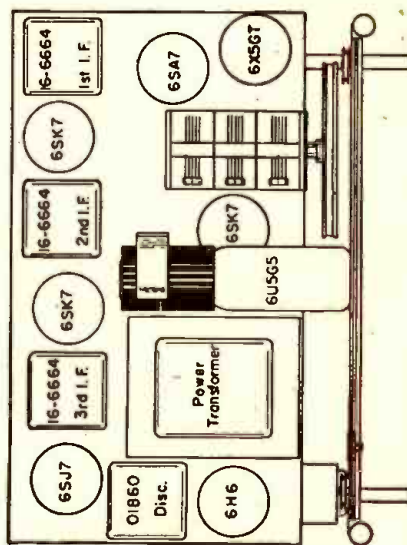 16-6664
1st I.F.
6SK7
16-6664
2nd I.F.
6SK7
16-6664
3rd I.F.
6SJ7
01860
Disc.
6H6
Power
Transformer
6U5G5
6SK7
6SA7
6X5GT